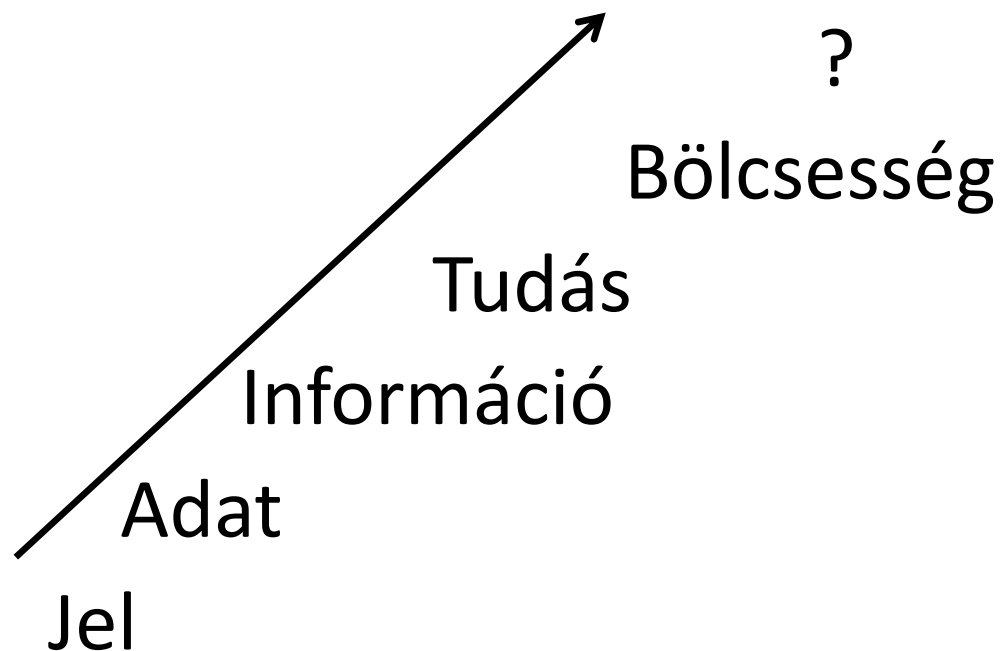 ?
Bölcsesség
Tudás
Információ
Adat
Jel